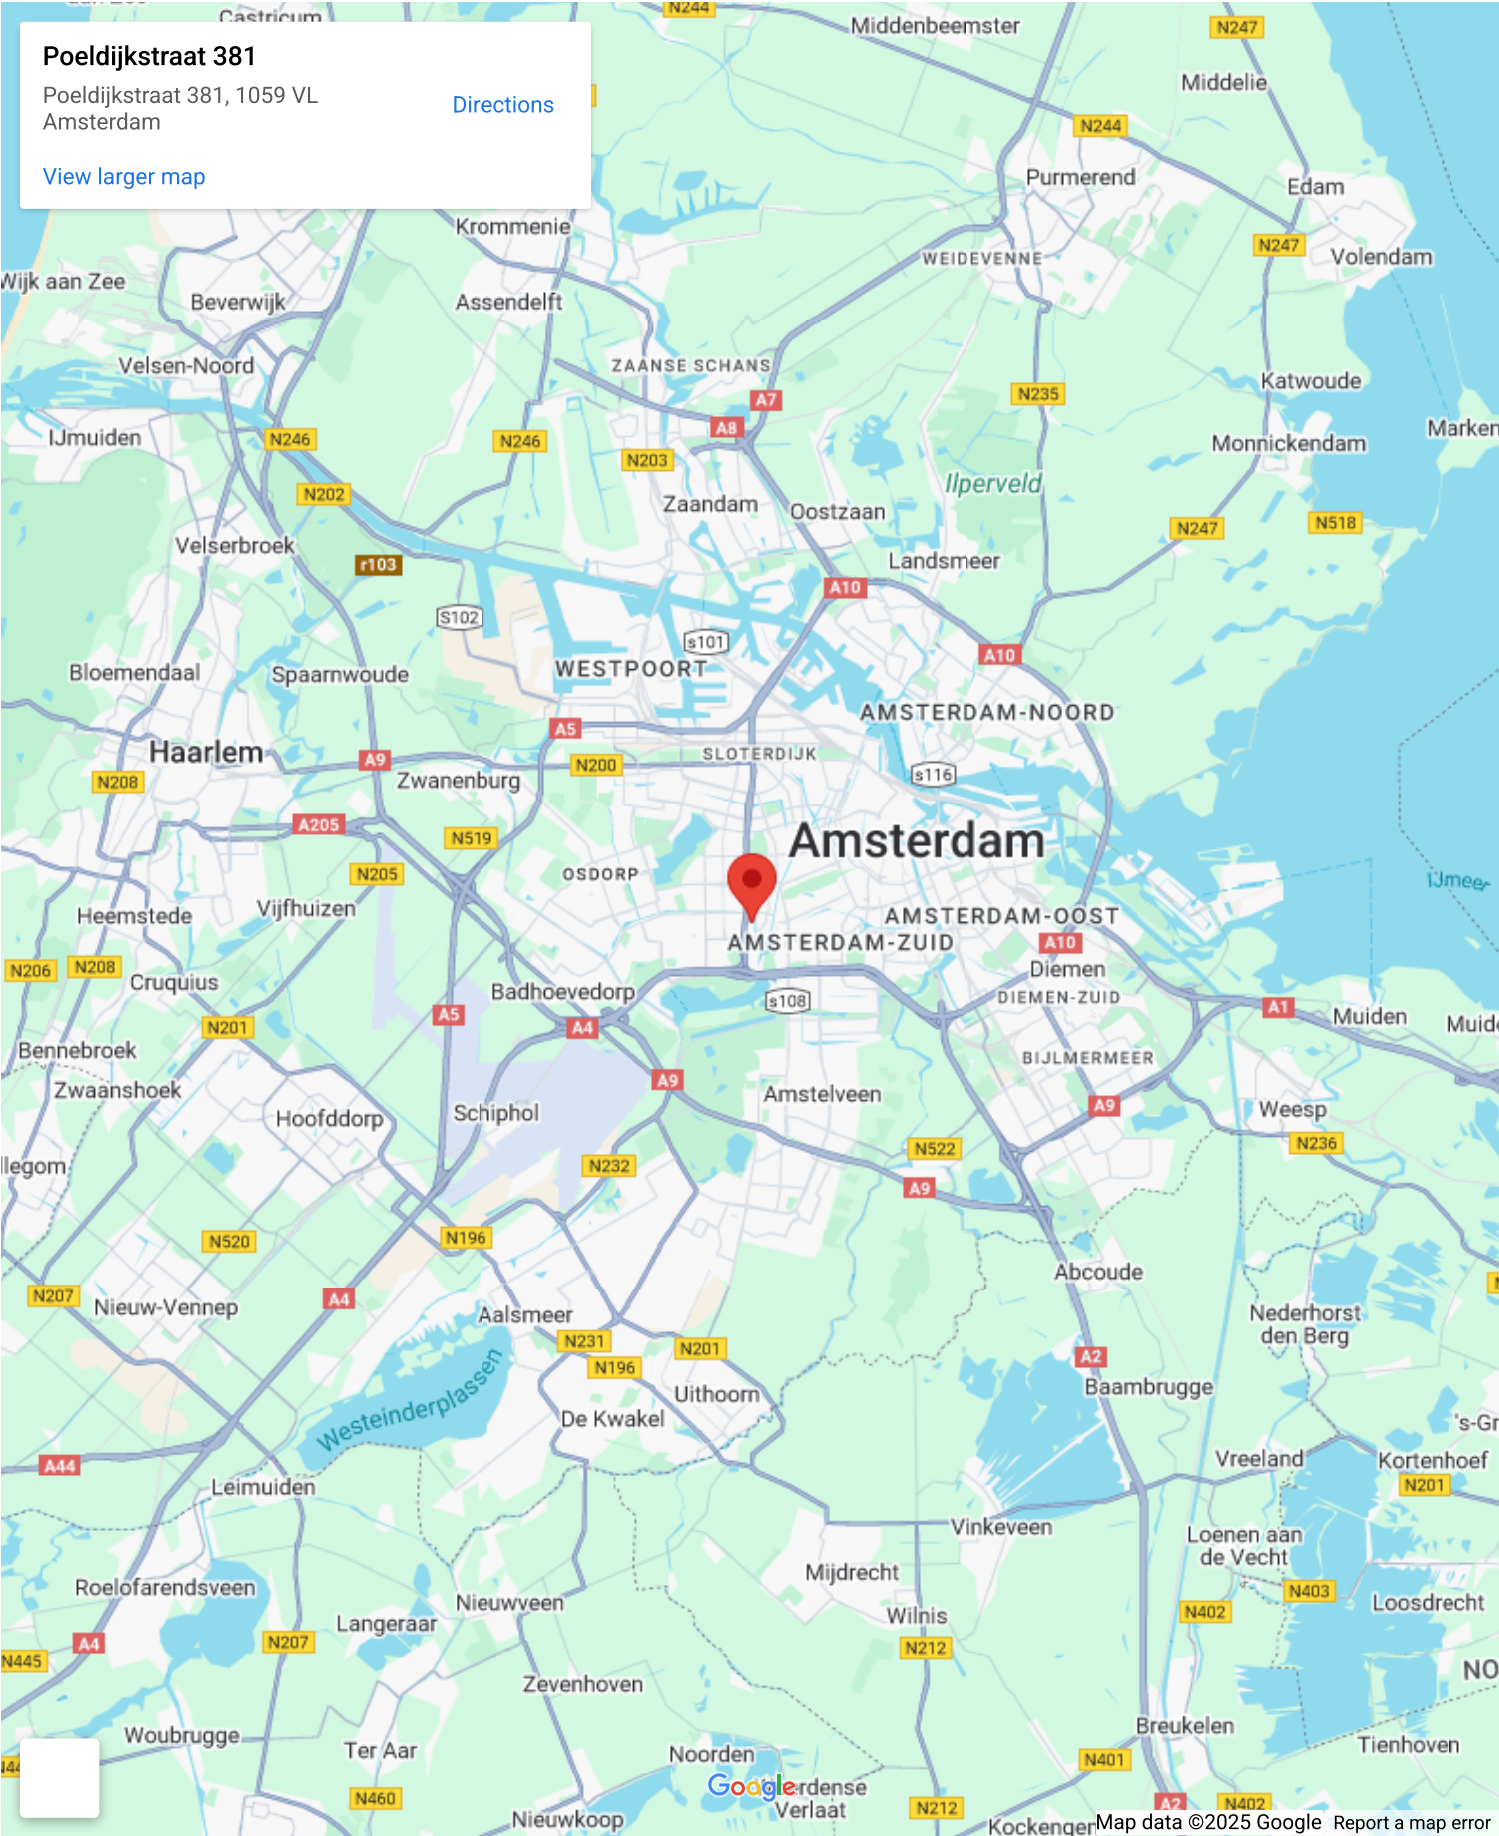 Castricum
N244
Middenbeemster
N247
Poeldijkstraat 381
Poeldijkstraat 381, 1059 VL
Amsterdam
Directions
View larger map
Middelie
N244
Purmerend
Edam
Krommenie
N247
WEIDEVENNE
Volendam
Wijk aan Zee
Beverwijk
Assendelft
Velsen-Noord
ZAANSE SCHANS
Katwoude
A7
N235
A8
Marken
IJmuiden
N246
N246
Monnickendam
N203
Ilperveld
N202
Zaandam
Oostzaan
N518
N247
Velserbroek
r103
Landsmeer
A10
S102
s101
A10
Bloemendaal
Spaarnwoude
WESTPOORT
AMSTERDAM-NOORD
A5
Haarlem
A9
SLOTERDIJK
N200
N208
Zwanenburg
s116
A205
N519
Amsterdam
N205
OSDORP
IJmeer
Heemstede
Vijfhuizen
AMSTERDAM-OOST
AMSTERDAM-ZUID
A10
N206
N208
Cruquius
Diemen
Badhoevedorp
s108
DIEMEN-ZUID
A5
A1
N201
A4
Muiden
Bennebroek
BIJLMERMEER
Zwaanshoek
A9
Amstelveen
Hoofddorp
Schiphol
A9
Weesp
N236
N522
llegom
N232
A9
N520
N196
Abcoude
N207
Nieuw-Vennep
A4
Aalsmeer
Nederhorst
den Berg
N231
N201
N196
A2
Westeinderplassen
Uithoorn
Baambrugge
De Kwakel
's-Gr
A44
Vreeland
Kortenhoef
Leimuiden
N201
Vinkeveen
Loenen aan
de Vecht
Mijdrecht
Roelofarendsveen
N403
Nieuwveen
Loosdrecht
Langeraar
Wilnis
N402
A4
N207
N212
N445
NO
Zevenhoven
Woubrugge
Breukelen
Ter Aar
Noorden
Tienhoven
N401
Google
erdense
Verlaat
N460
N212
A2
N402
Nieuwkoop
Kockengen
Map data ©2025 Google
Report a map error